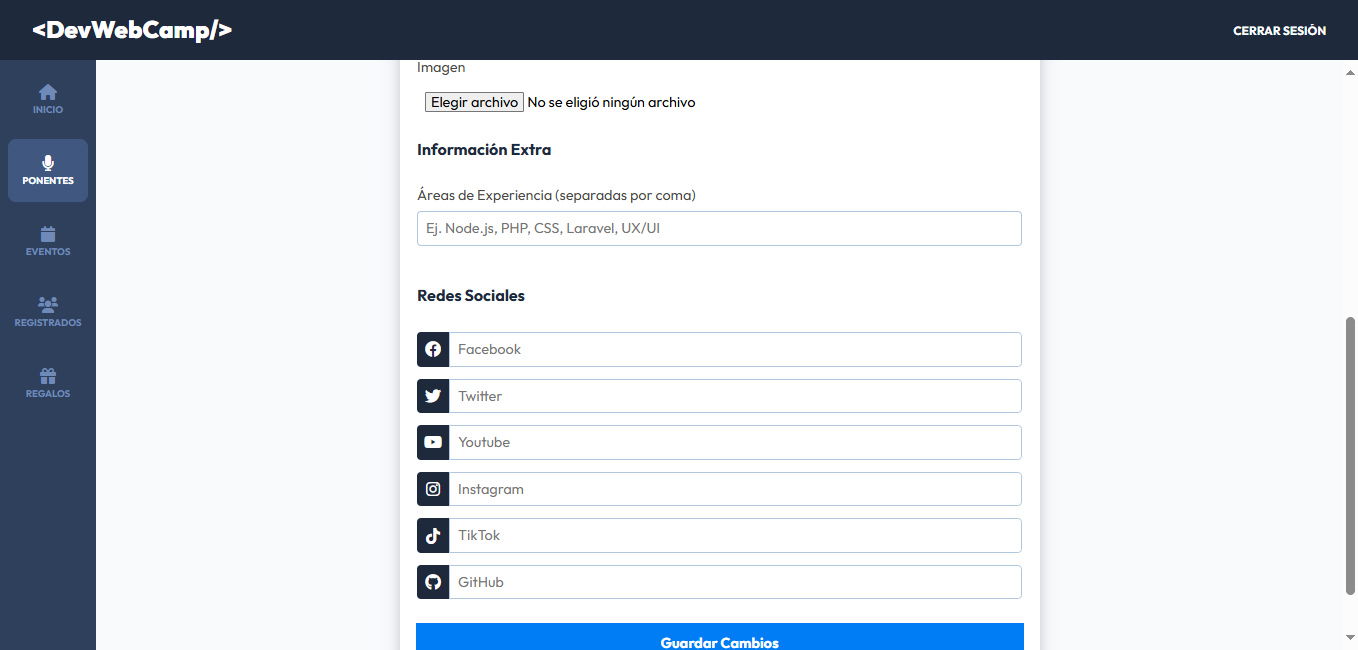 <DevWebCamp/>
CERRAR SESIÓN
INICIO
PONENTES
EVENTOS
REGISTRADOS
REGALOS
Imagen
Elegir archivo No se eligió ningún archivo
Información Extra
Áreas de Experiencia (separadas por coma)
Ej. Node.js, PHP, CSS, Laravel, UX/UI
Redes Sociales
Facebook
Twitter
Youtube
Instagram
TikTok
GitHub
Guardar Cambios